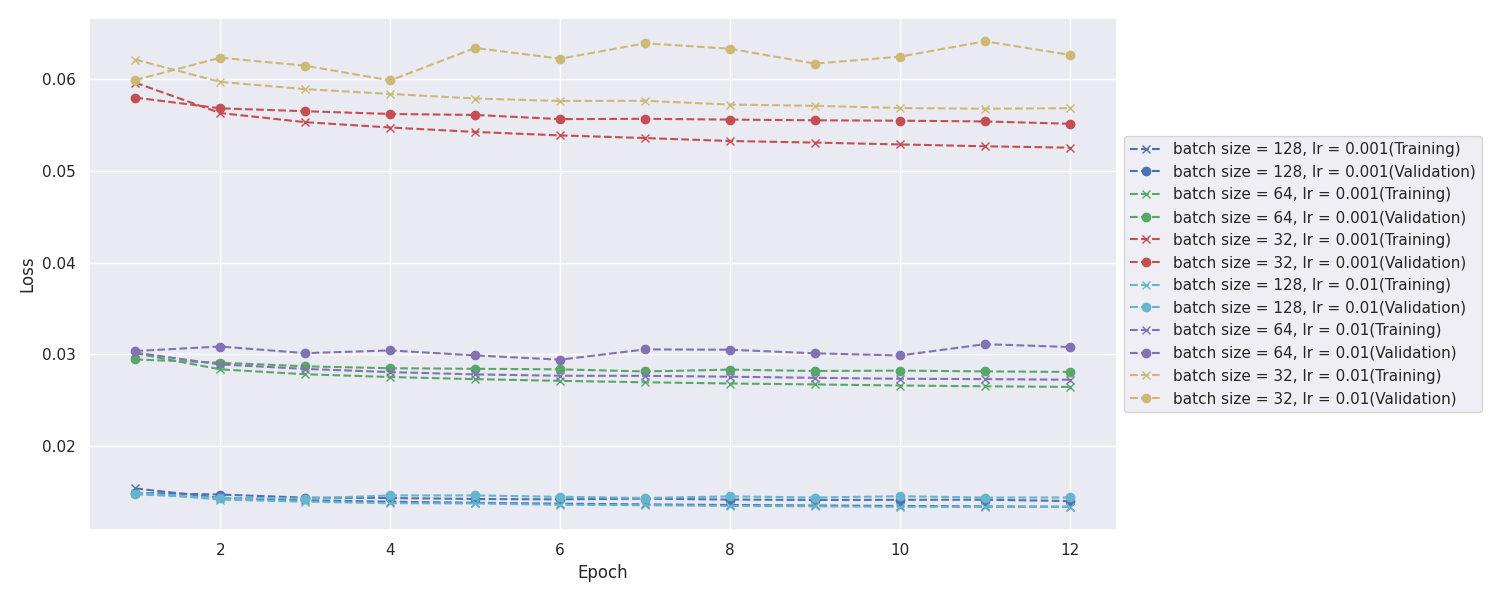 0.06
0.05
0.04
0.03
0.02
Loss
2
4
6
8
10
12
Epoch
batch size = 128, lr = 0.001(Training)
batch size = 128, lr = 0.001(Validation)
batch size = 64, lr = 0.001(Training)
batch size = 64, lr = 0.001(Validation)
batch size = 32, lr = 0.001(Training)
batch size = 32, lr = 0.001(Validation)
batch size = 128, lr = 0.01(Training)
batch size = 128, lr = 0.01(Validation)
batch size = 64, lr = 0.01(Training)
batch size = 64, lr = 0.01(Validation)
batch size = 32, lr = 0.01(Training)
batch size = 32, lr = 0.01(Validation)